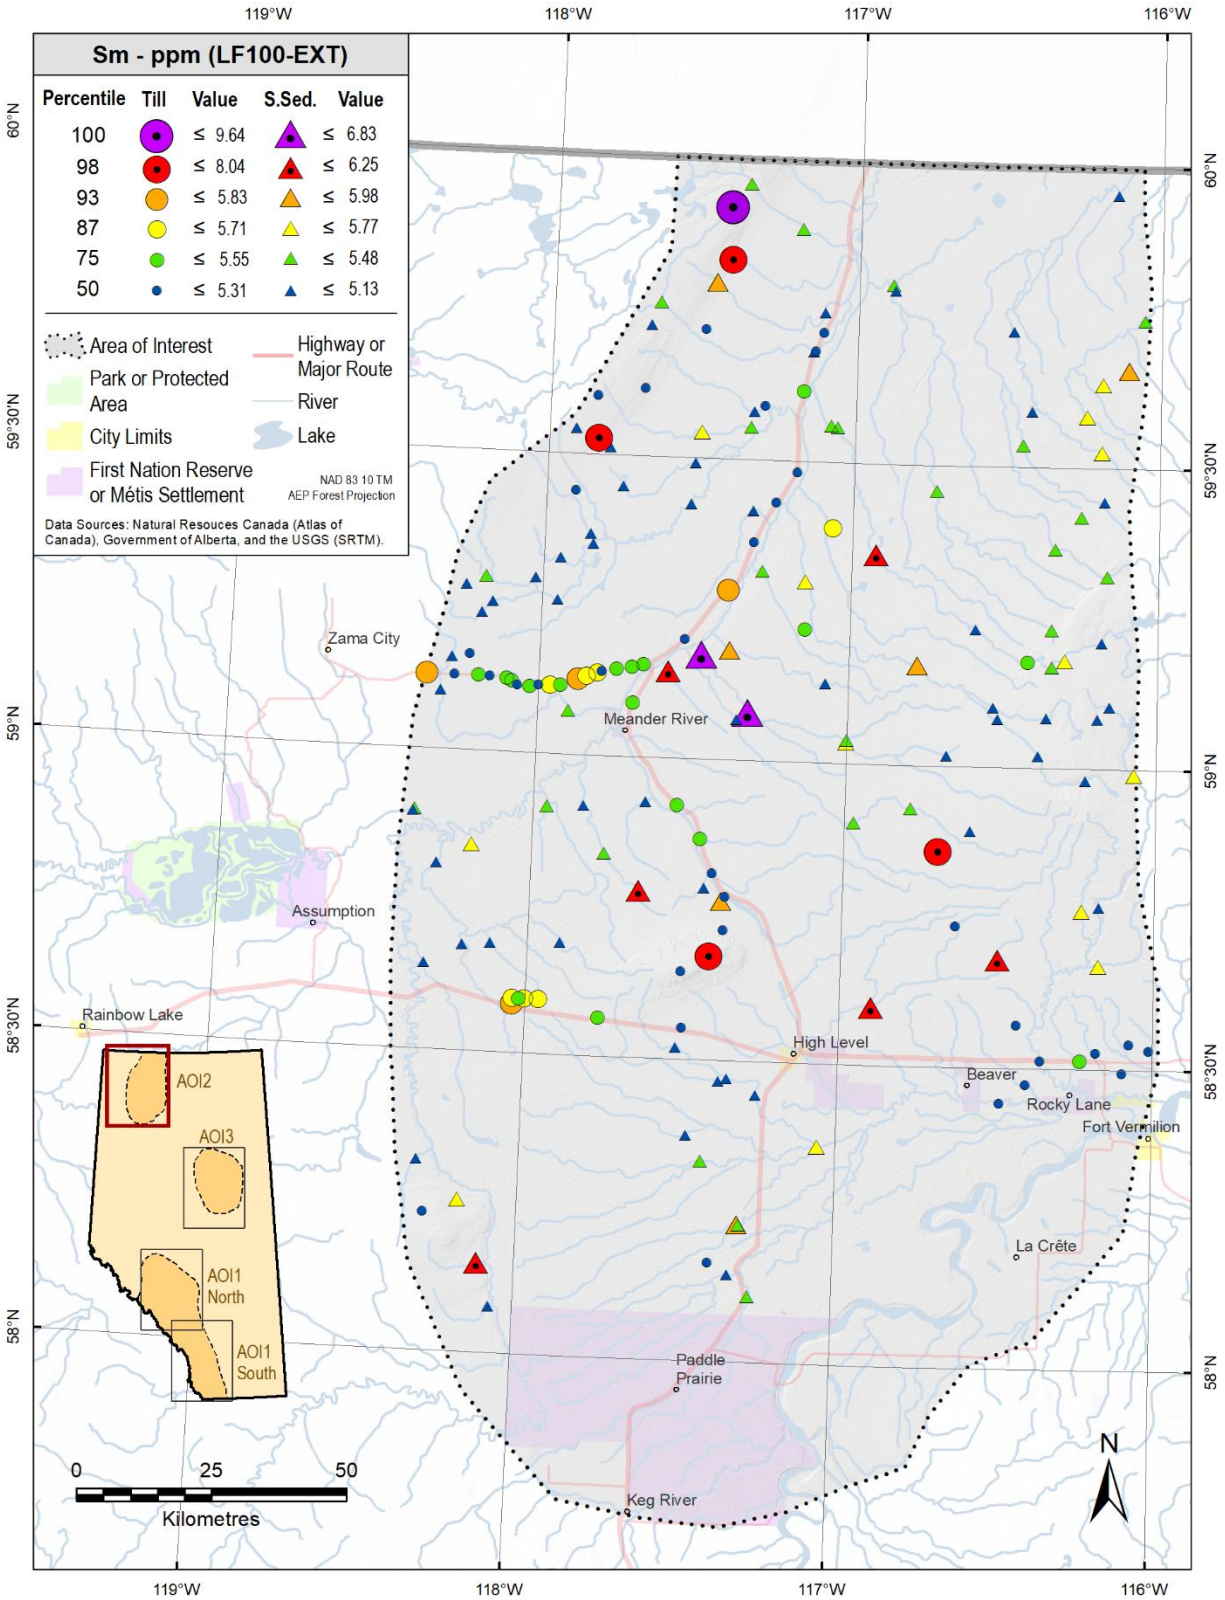 119°W 118°W 117°W 116°W
Sm - ppm (LF100-EXT)
Percentile Till Value S.Sed. Value
100 ≤ 9.64 ≤ 6.83
98 ≤ 8.04 ≤ 6.25
93 ≤ 5.83 ≤ 5.98
87 ≤ 5.71 ≤ 5.77
75 ≤ 5.55 ≤ 5.48
50 ≤ 5.31 ≤ 5.13
Area of Interest
Park or Protected
Area
City Limits
First Nation Reserve
or Métis Settlement
Highway or
Major Route
River
Lake
NAD 83 10 TM
AEP Forest Projection
Data Sources: Natural Resouces Canada (Atlas of
Canada), Government of Alberta, and the USGS (SRTM).
60°N
60°N
59°30'N
59°30'N
Zama City
Meander River
59°N
59°N
Assumption
Rainbow Lake
58°30'N
High Level
58°30'N
Beaver
Rocky Lane
Fort Vermilion
AOI2
AOI3
AOI1
North
AOI1
South
La Crête
58°N
58°N
Paddle
Prairie
Keg River
0 25 50
Kilometres
N
119°W 118°W 117°W 116°W